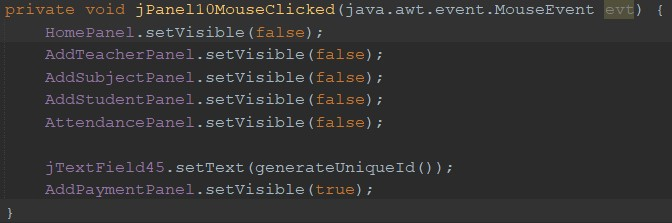 private void jPanel10MouseClicked(java.awt.event.MouseEvent evt) {
    HomePanel.setVisible(false);
    AddTeacherPanel.setVisible(false);
    AddSubjectPanel.setVisible(false);
    AddStudentPanel.setVisible(false);
    AttendancePanel.setVisible(false);

    jTextField45.setText(generateUniqueId());
    AddPaymentPanel.setVisible(true);
}